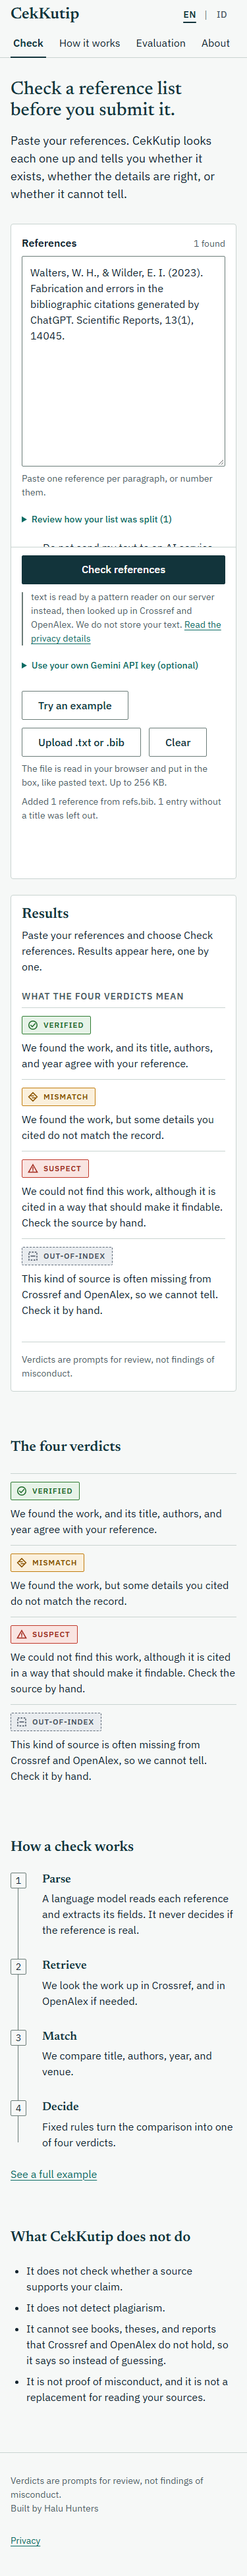 CekKutip
EN | ID
Check How it works Evaluation About
Check a reference list
before you submit it.
Paste your references. CekKutip looks
each one up and tells you whether it
exists, whether the details are right, or
whether it cannot tell.
References 1 found
Walters, W. H., & Wilder, E. I. (2023).
Fabrication and errors in the
bibliographic citations generated by
ChatGPT. Scientific Reports, 13(1),
14045.
Paste one reference per paragraph, or number
them.
Review how your list was split (1)
Check references
text is read by a pattern reader on our server
instead, then looked up in Crossref and
OpenAlex. We do not store your text. Read the
privacy details
Use your own Gemini API key (optional)
Try an example
Upload .txt or .bib Clear
The file is read in your browser and put in the
box, like pasted text. Up to 256 KB.
Added 1 reference from refs.bib. 1 entry without
a title was left out.
Results
Paste your references and choose Check
references. Results appear here, one by
one.
WHAT THE FOUR VERDICTS MEAN
VERIFIED
We found the work, and its title, authors,
and year agree with your reference.
MISMATCH
We found the work, but some details you
cited do not match the record.
SUSPECT
We could not find this work, although it is
cited in a way that should make it findable.
Check the source by hand.
OUT-OF-INDEX
This kind of source is often missing from
Crossref and OpenAlex, so we cannot tell.
Check it by hand.
Verdicts are prompts for review, not findings of
misconduct.
The four verdicts
VERIFIED
We found the work, and its title, authors, and
year agree with your reference.
MISMATCH
We found the work, but some details you cited
do not match the record.
SUSPECT
We could not find this work, although it is cited
in a way that should make it findable. Check the
source by hand.
OUT-OF-INDEX
This kind of source is often missing from
Crossref and OpenAlex, so we cannot tell.
Check it by hand.
How a check works
1 Parse
A language model reads each reference
and extracts its fields. It never decides if
the reference is real.
2 Retrieve
We look the work up in Crossref, and in
OpenAlex if needed.
3 Match
We compare title, authors, year, and
venue.
4 Decide
Fixed rules turn the comparison into one
of four verdicts.
See a full example
What CekKutip does not do
• It does not check whether a source
supports your claim.
• It does not detect plagiarism.
• It cannot see books, theses, and reports
that Crossref and OpenAlex do not hold, so
it says so instead of guessing.
• It is not proof of misconduct, and it is not a
replacement for reading your sources.
Verdicts are prompts for review, not findings of
misconduct.
Built by Halu Hunters
Privacy